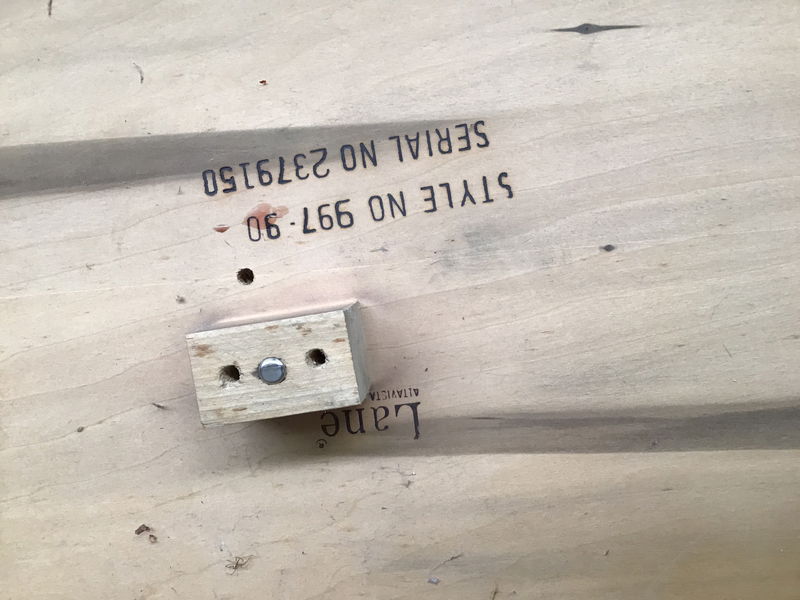 Lane®
ALTAVISTA
STYLE NO 997-90
SERIAL NO 2379150